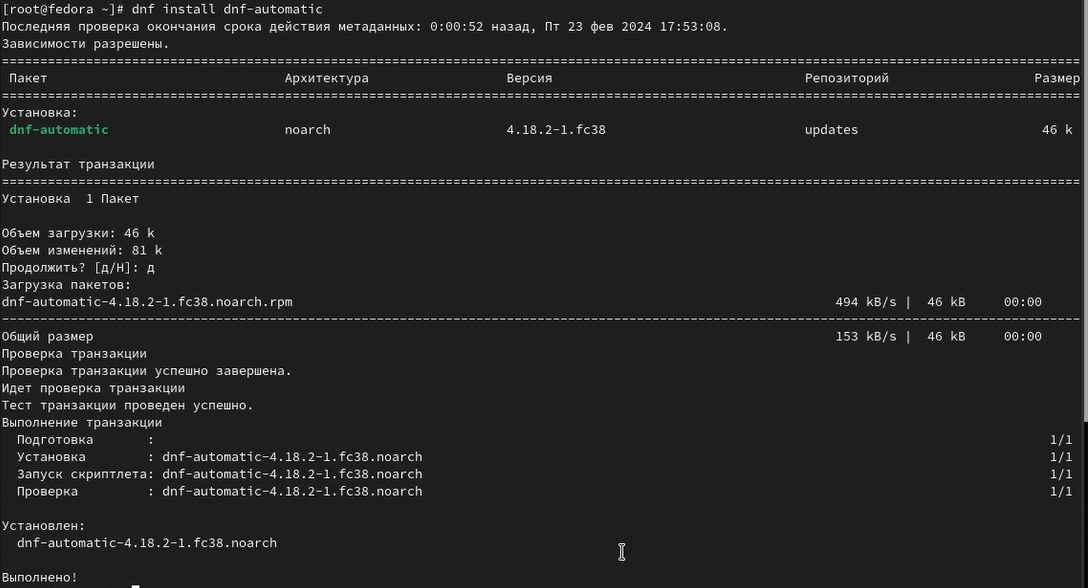 [root@fedora ~]# dnf install dnf-automatic
Последняя проверка окончания срока действия метаданных: 0:00:52 назад, Пт 23 фев 2024 17:53:08.
Зависимости разрешены.
================================================================================
Пакет Архитектура Версия Репозиторий Размер
================================================================================
Установка:
dnf-automatic noarch 4.18.2-1.fc38 updates 46 k
Результат транзакции
================================================================================
Установка 1 Пакет
Объем загрузки: 46 k
Объем изменений: 81 k
Продолжить? [д/Н]: д
Загрузка пакетов:
dnf-automatic-4.18.2-1.fc38.noarch.rpm 494 kB/s | 46 kB 00:00
--------------------------------------------------------------------------------
Общий размер 153 kB/s | 46 kB 00:00
Проверка транзакции
Проверка транзакции успешно завершена.
Идет проверка транзакции
Тест транзакции проведен успешно.
Выполнение транзакции
Подготовка : 1/1
Установка : dnf-automatic-4.18.2-1.fc38.noarch 1/1
Запуск скриптлета: dnf-automatic-4.18.2-1.fc38.noarch 1/1
Проверка : dnf-automatic-4.18.2-1.fc38.noarch 1/1
Установлен:
dnf-automatic-4.18.2-1.fc38.noarch
Выполнено!